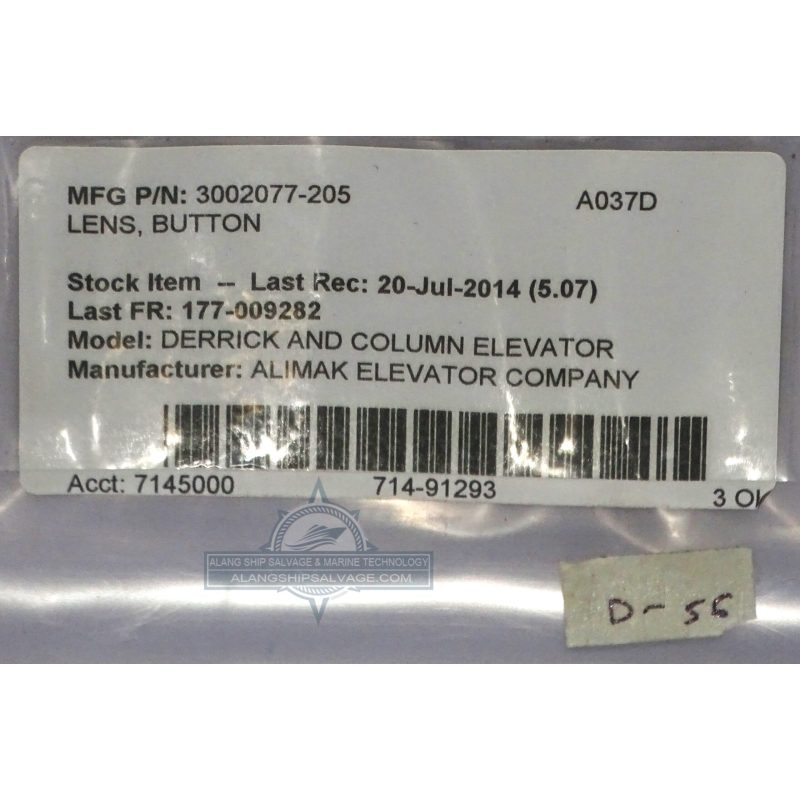 MFG P/N: 3002077-205 A037D
LENS, BUTTON
Stock Item -- Last Rec: 20-Jul-2014 (5.07)
Last FR: 177-009282
Model: DERRICK AND COLUMN ELEVATOR
Manufacturer: ALIMAK ELEVATOR COMPANY
Acct: 7145000 714-91293 3 OK
ALANG SHIP SALVAGE & MARINE TECHNOLOGY
ALANGSHIPSALVAGE.COM
D-56